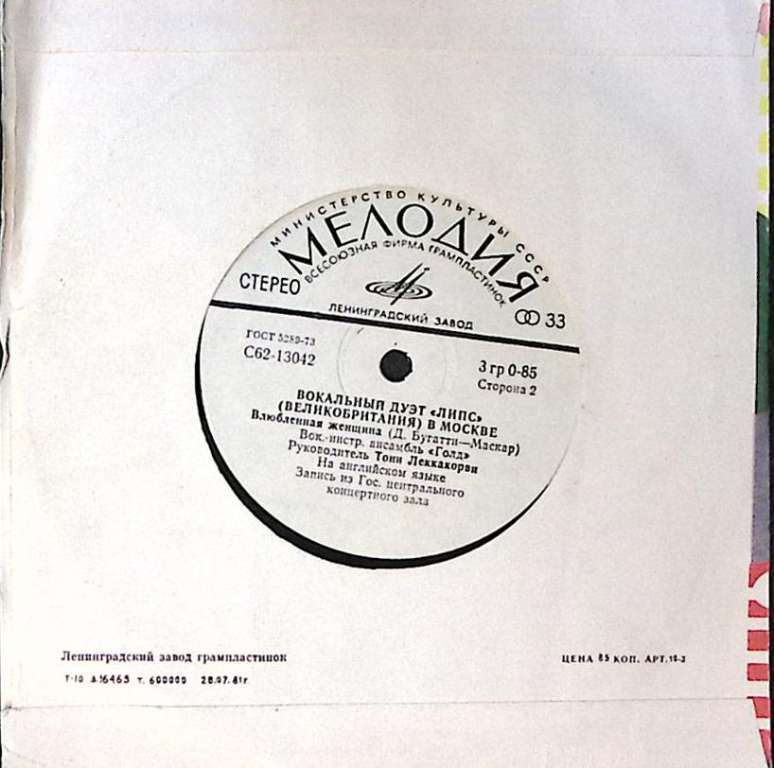 МИНИСТЕРСТВО КУЛЬТУРЫ СССР
МЕЛОДИЯ
ВСЕСОЮЗНАЯ ФИРМА ГРАМПЛАСТИНОК
СТЕРЕО
ЛЕНИНГРАДСКИЙ ЗАВОД
33
ГОСТ 5289-73
С62-13042
3 гр 0-85
Сторона 2
ВОКАЛЬНЫЙ ДУЭТ «ЛИПС»
(ВЕЛИКОБРИТАНИЯ) В МОСКВЕ
Влюбленная женщина (Д. Бугатти—Маскар)
Вок.-инстр. ансамбль «Голд»
Руководитель Тони Леккакорви
На английском языке
Запись из Гос. центрального
концертного зала
Ленинградский завод грампластинок
ЦЕНА 85 КОП. АРТ. 10-3
Т-10 А16465 т. 600000 28.07.81г.